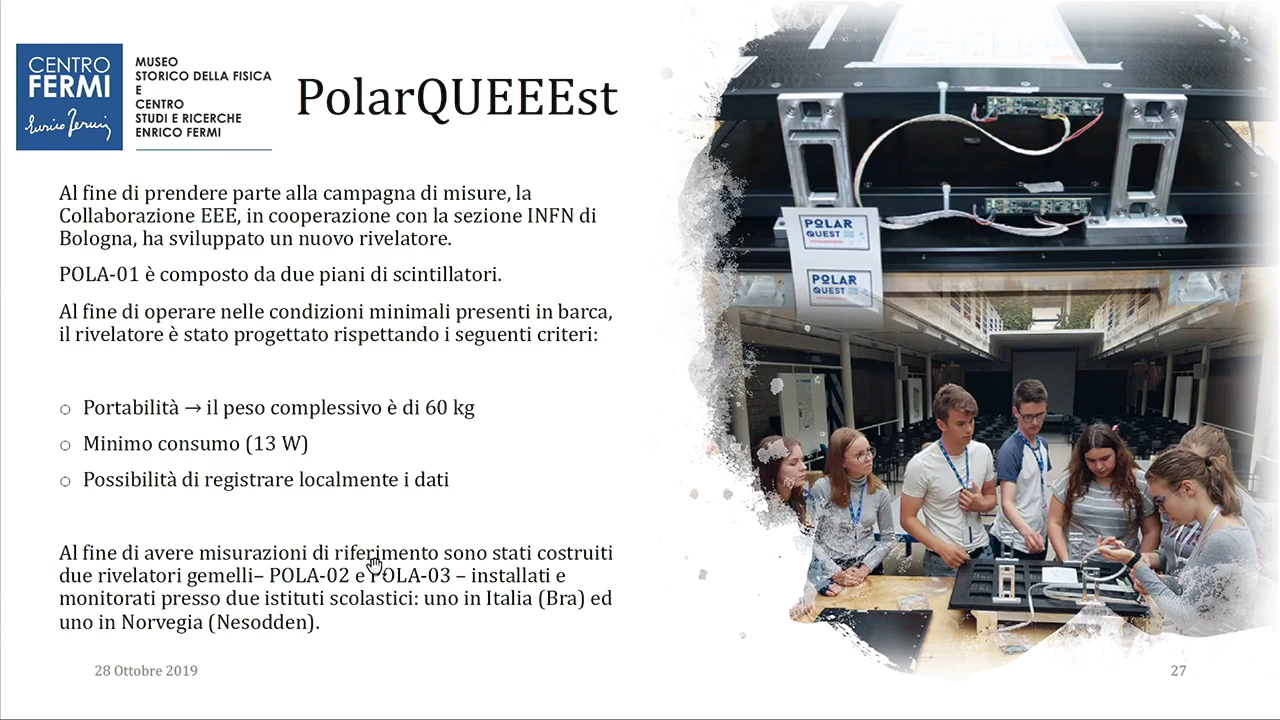 CENTRO
FERMI
Enrico Fermi
MUSEO
STORICO DELLA FISICA
E
CENTRO
STUDI E RICERCHE
ENRICO FERMI
PolarQUEEEst
Al fine di prendere parte alla campagna di misure, la
Collaborazione EEE, in cooperazione con la sezione INFN di
Bologna, ha sviluppato un nuovo rivelatore.
POLA-01 è composto da due piani di scintillatori.
Al fine di operare nelle condizioni minimali presenti in barca,
il rivelatore è stato progettato rispettando i seguenti criteri:
○ Portabilità → il peso complessivo è di 60 kg
○ Minimo consumo (13 W)
○ Possibilità di registrare localmente i dati
Al fine di avere misurazioni di riferimento sono stati costruiti
due rivelatori gemelli– POLA-02 e POLA-03 – installati e
monitorati presso due istituti scolastici: uno in Italia (Bra) ed
uno in Norvegia (Nesodden).
28 Ottobre 2019
27
POLAR
QUEST
POLAR
QUEST